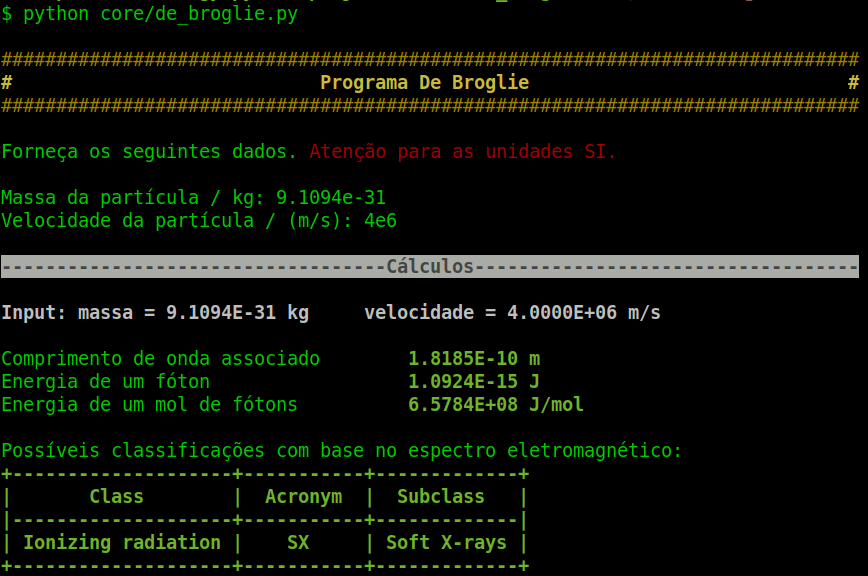 $ python core/de_broglie.py
##############################################################################
# Programa De Broglie #
##############################################################################
Forneça os seguintes dados. Atenção para as unidades SI.
Massa da partícula / kg: 9.1094e-31
Velocidade da partícula / (m/s): 4e6
-----------------------------------Cálculos-----------------------------------
Input: massa = 9.1094E-31 kg velocidade = 4.0000E+06 m/s
Comprimento de onda associado 1.8185E-10 m
Energia de um fóton 1.0924E-15 J
Energia de um mol de fótons 6.5784E+08 J/mol
Possíveis classificações com base no espectro eletromagnético:
+--------------------+-----------+-------------+
| Class | Acronym | Subclass |
|--------------------+-----------+-------------|
| Ionizing radiation | SX | Soft X-rays |
+--------------------+-----------+-------------+